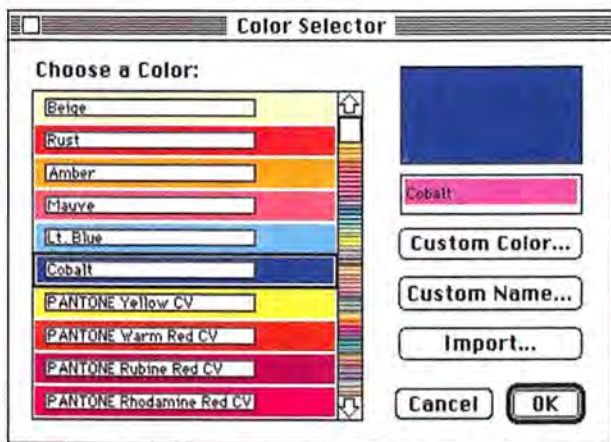 Color Selector
Choose a Color:
Beige
Rust
Amber
Mauve
Lt. Blue
Cobalt
PANTONE Yellow CV
PANTONE Warm Red CV
PANTONE Rubine Red CV
PANTONE Rhodamine Red CV
Cobalt
Custom Color...
Custom Name...
Import...
Cancel
OK